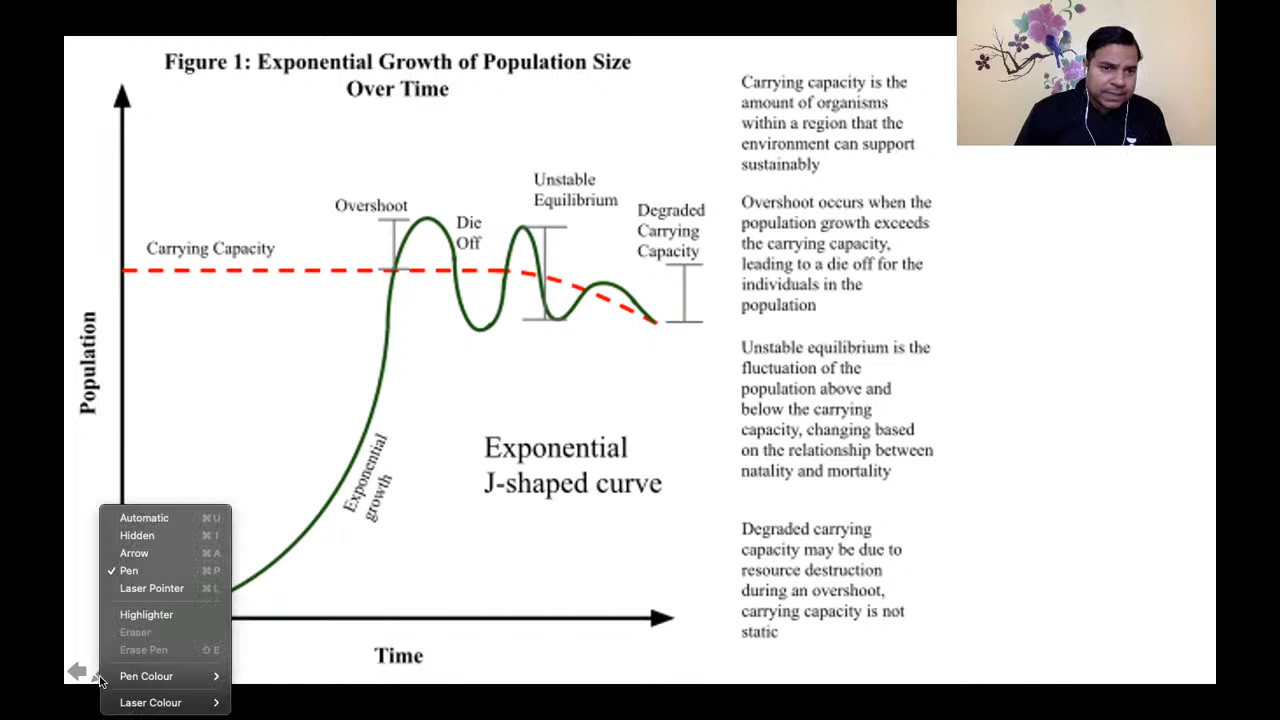 Figure 1: Exponential Growth of Population Size
Over Time
Carrying capacity is the
amount of organisms
within a region that the
environment can support
sustainably
Overshoot occurs when the
population growth exceeds
the carrying capacity,
leading to a die off for the
individuals in the
population
Unstable equilibrium is the
fluctuation of the
population above and
below the carrying
capacity, changing based
on the relationship between
natality and mortality
Degraded carrying
capacity may be due to
resource destruction
during an overshoot,
carrying capacity is not
static
Unstable
Equilibrium
Overshoot
Die
Off
Degraded
Carrying
Capacity
Carrying Capacity
Population
Exponential
growth
Exponential
J-shaped curve
Time
Automatic ⌘U
Hidden ⌘I
Arrow ⌘A
✓ Pen ⌘P
Laser Pointer ⌘L
Highlighter
Eraser
Erase Pen ⇧E
Pen Colour
Laser Colour